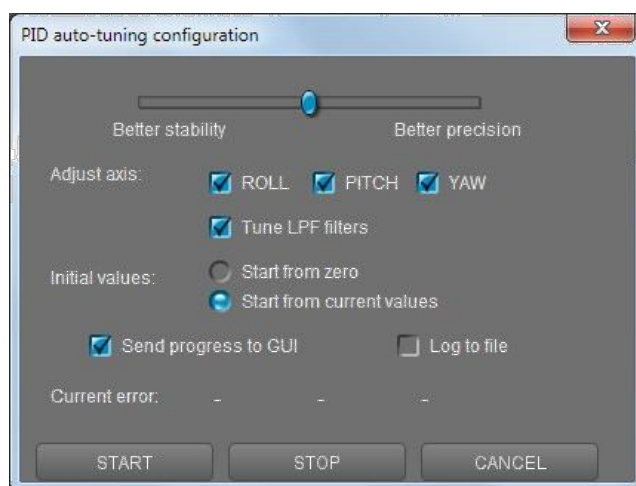 PID auto-tuning configuration
Better stability Better precision
Adjust axis: ROLL PITCH YAW
Tune LPF filters
Initial values: Start from zero
Start from current values
Send progress to GUI Log to file
Current error: - - -
START STOP CANCEL